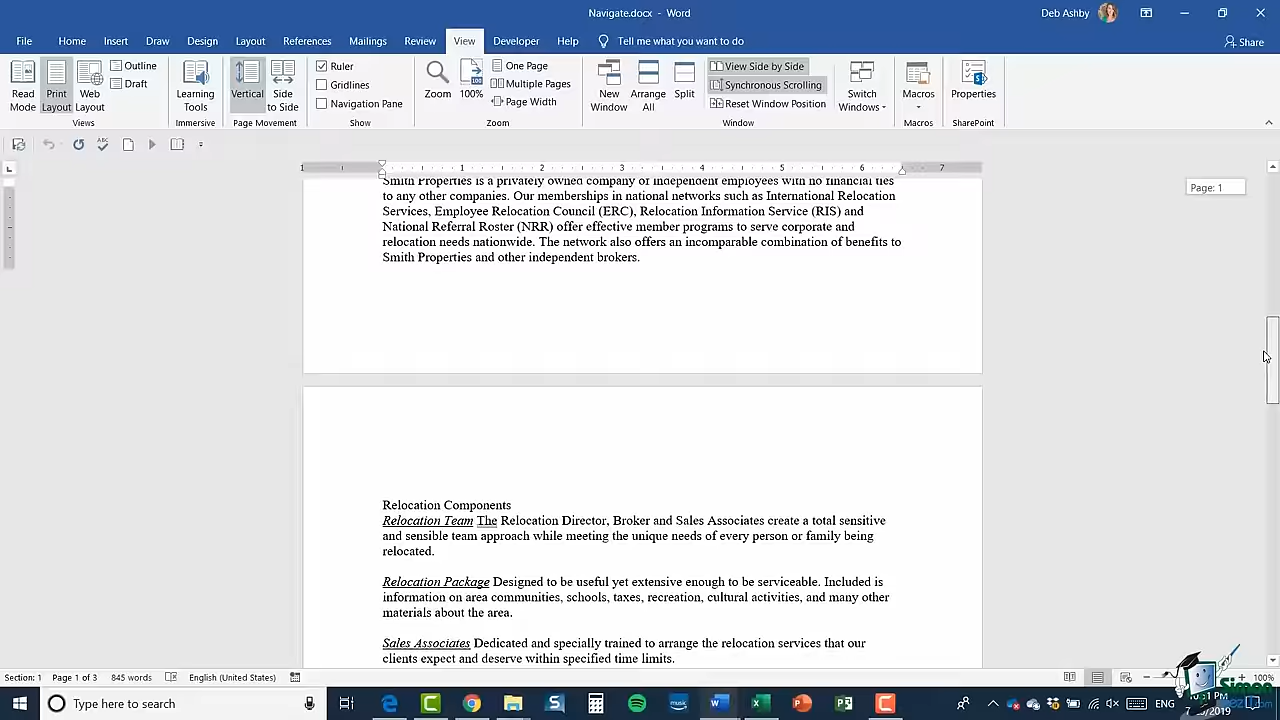 Navigate.docx - Word
Deb Ashby
File Home Insert Draw Design Layout References Mailings Review View Developer Help Tell me what you want to do
Share
Read Mode
Print Layout
Web Layout
Outline
Draft
Views
Learning Tools
Immersive
Vertical
Side to Side
Page Movement
Ruler
Gridlines
Navigation Pane
Show
Zoom
100%
One Page
Multiple Pages
Page Width
Zoom
New Window
Arrange All
Split
View Side by Side
Synchronous Scrolling
Reset Window Position
Window
Switch Windows
Macros
Macros
Properties
SharePoint
1 1 2 3 4 5 6 7
Page: 1
Smith Properties is a privately owned company of independent employees with no financial ties
to any other companies. Our memberships in national networks such as International Relocation
Services, Employee Relocation Council (ERC), Relocation Information Service (RIS) and
National Referral Roster (NRR) offer effective member programs to serve corporate and
relocation needs nationwide. The network also offers an incomparable combination of benefits to
Smith Properties and other independent brokers.
Relocation Components
Relocation Team The Relocation Director, Broker and Sales Associates create a total sensitive
and sensible team approach while meeting the unique needs of every person or family being
relocated.
Relocation Package Designed to be useful yet extensive enough to be serviceable. Included is
information on area communities, schools, taxes, recreation, cultural activities, and many other
materials about the area.
Sales Associates Dedicated and specially trained to arrange the relocation services that our
clients expect and deserve within specified time limits.
Section: 1 Page 1 of 3 845 words English (United States) 100%
Type here to search
music
ENG
Simon